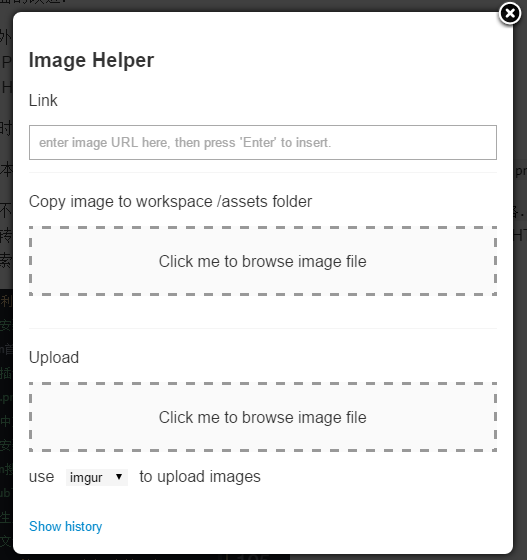 Image Helper
Link
enter image URL here, then press 'Enter' to insert.
Copy image to workspace /assets folder
Click me to browse image file
Upload
Click me to browse image file
use imgur to upload images
Show history